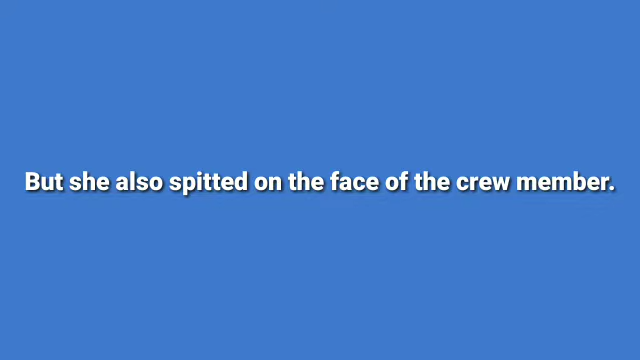 But she also spitted on the face of the crew member.